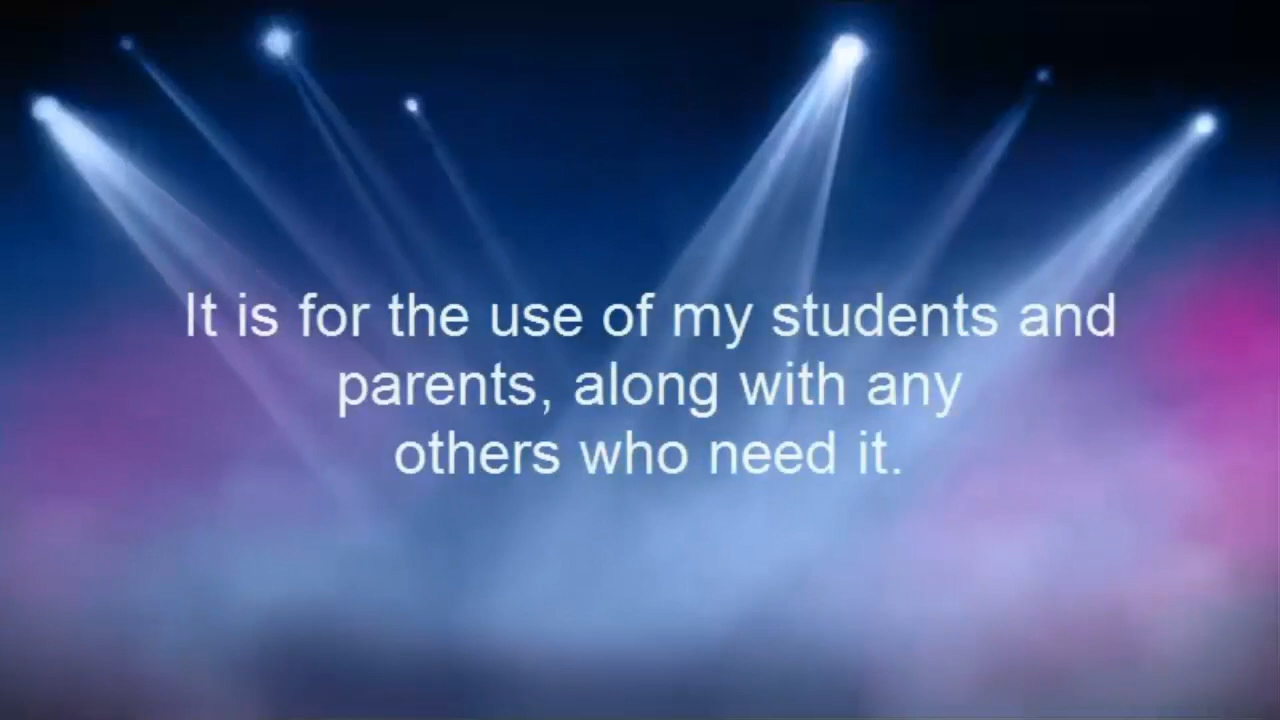 It is for the use of my students and
parents, along with any
others who need it.